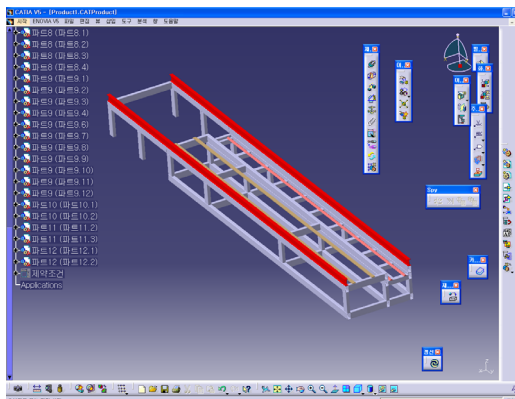 CATIA V5 - [Product1.CATProduct]
시작 ENOVIA V5 파일 편집 뷰 삽입 도구 분석 창 도움말
파트8 (파트8.1)
파트8 (파트8.2)
파트8 (파트8.3)
파트8 (파트8.4)
파트9 (파트9.1)
파트9 (파트9.2)
파트9 (파트9.3)
파트9 (파트9.4)
파트9 (파트9.6)
파트9 (파트9.7)
파트9 (파트9.8)
파트9 (파트9.9)
파트9 (파트9.10)
파트9 (파트9.11)
파트9 (파트9.12)
파트10 (파트10.1)
파트10 (파트10.2)
파트11 (파트11.2)
파트11 (파트11.3)
파트12 (파트12.1)
파트12 (파트12.2)
제약조건
Applications
Spy